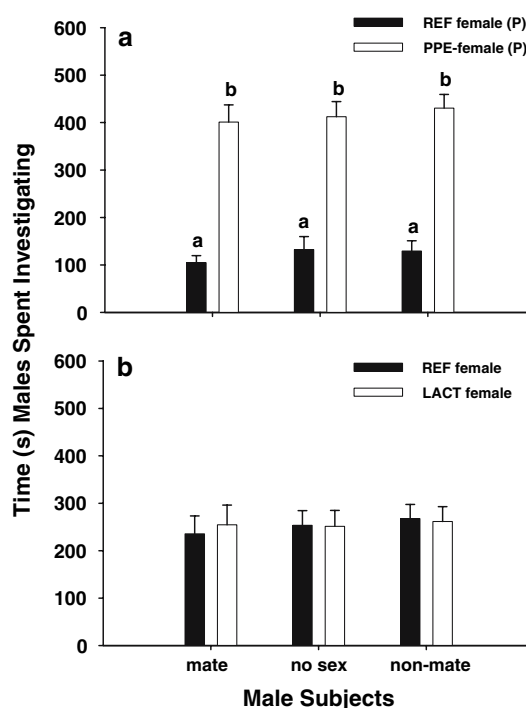 Time (s) Males Spent Investigating
a
REF female (P)
PPE-female (P)
600
500
400
300
200
100
0
a
b
a
b
a
b
b
REF female
LACT female
600
500
400
300
200
100
0
mate
no sex
non-mate
Male Subjects